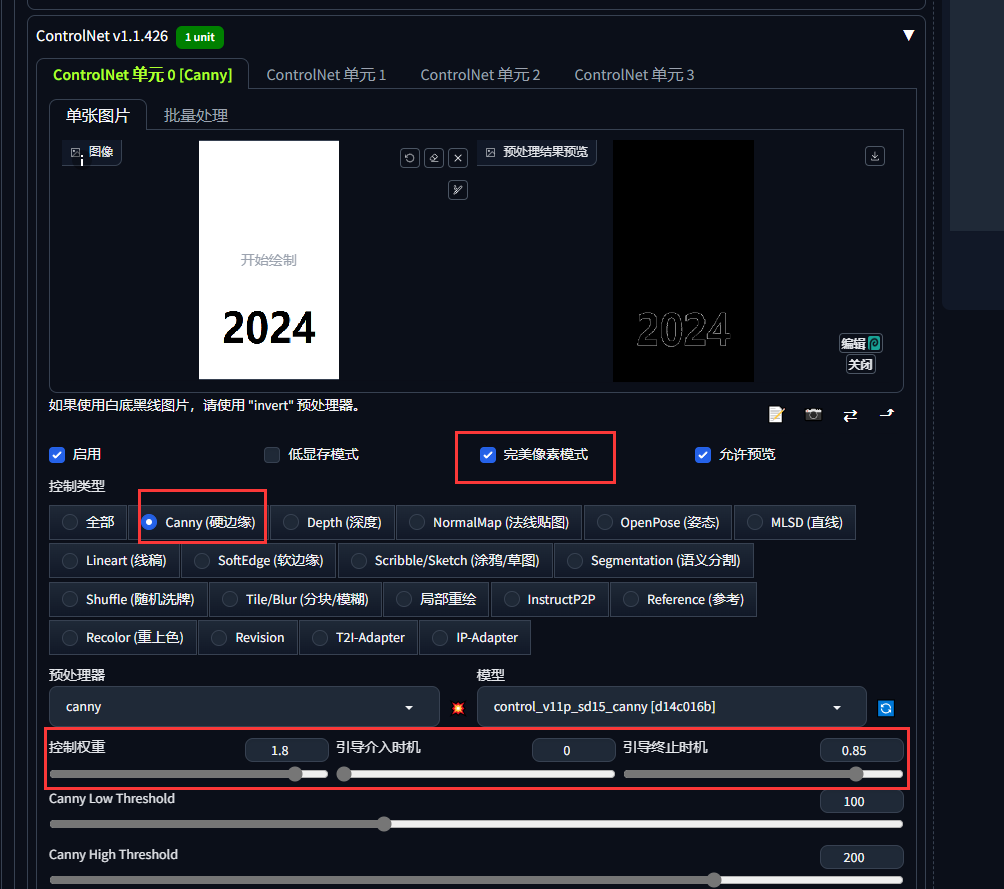 ControlNet v1.1.426 1 unit ▼
ControlNet 单元 0 [Canny] ControlNet 单元 1 ControlNet 单元 2 ControlNet 单元 3
单张图片 批量处理
图像 预处理结果预览
开始绘制
2024 2024
编辑
关闭
如果使用白底黑线图片，请使用 "invert" 预处理器。
启用 低显存模式 完美像素模式 允许预览
控制类型
全部 Canny (硬边缘) Depth (深度) NormalMap (法线贴图) OpenPose (姿态) MLSD (直线)
Lineart (线稿) SoftEdge (软边缘) Scribble/Sketch (涂鸦/草图) Segmentation (语义分割)
Shuffle (随机洗牌) Tile/Blur (分块/模糊) 局部重绘 InstructP2P Reference (参考)
Recolor (重上色) Revision T2I-Adapter IP-Adapter
预处理器 模型
canny control_v11p_sd15_canny [d14c016b]
控制权重 1.8 引导介入时机 0 引导终止时机 0.85
Canny Low Threshold 100
Canny High Threshold 200